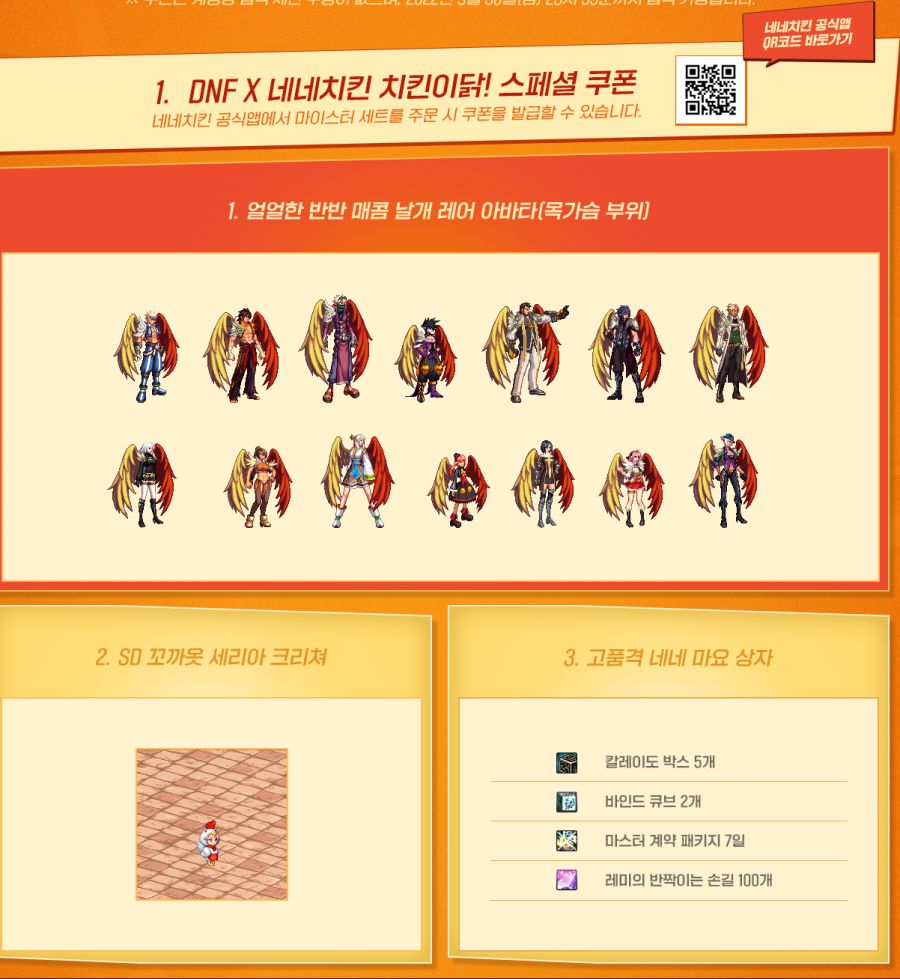 네네치킨 공식앱
QR코드 바로가기
1. DNF X 네네치킨 치킨이닭! 스페셜 쿠폰
네네치킨 공식앱에서 마이스터 세트를 주문 시 쿠폰을 발급할 수 있습니다.
1. 얼얼한 반반 매콤 날개 레어 아바타(목가슴 부위)
2. SD 꼬까옷 세리아 크리쳐
3. 고품격 네네 마요 상자
칼레이도 박스 5개
바인드 큐브 2개
마스터 계약 패키지 7일
레미의 반짝이는 손길 100개